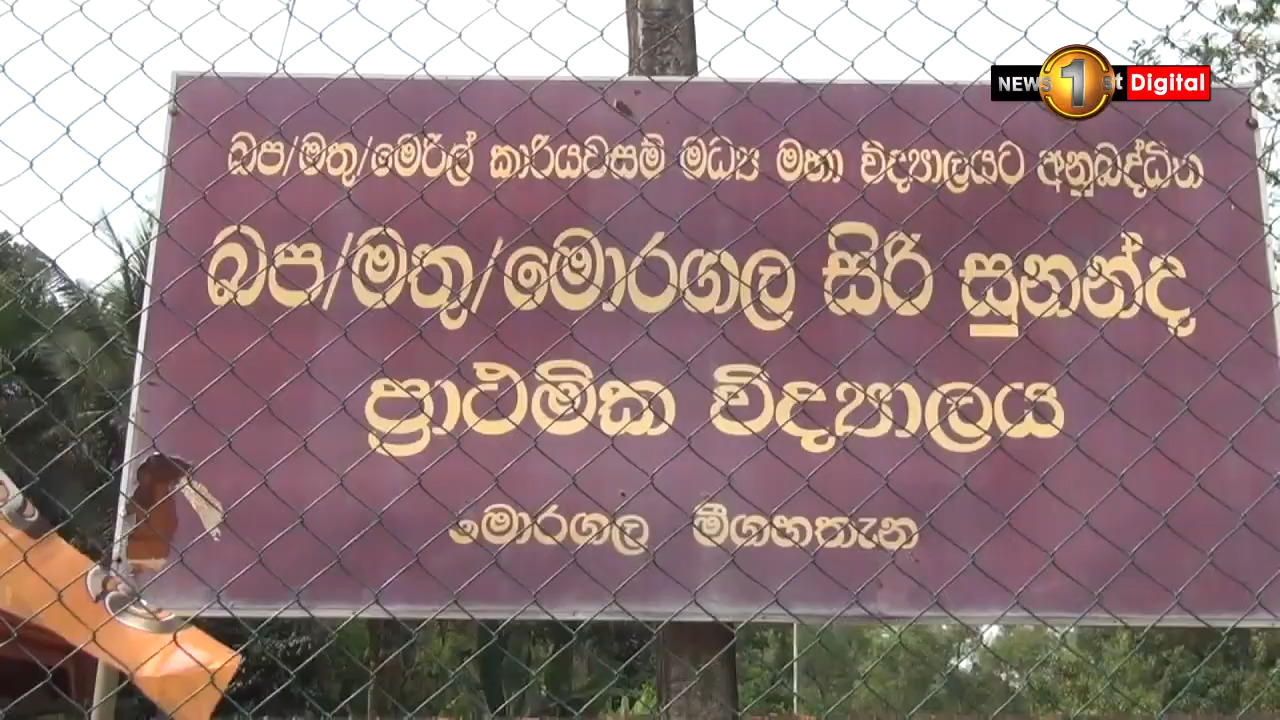 NEWS 1st Digital
බප/මතු/මෙරිල් කාරියවසම් මධ්‍ය මහා විද්‍යාලයට අනුබද්ධිත
බප/මතු/මොරගල සිරි සුනන්ද
ප්‍රාථමික විද්‍යාලය
මොරගල මීගහතැන